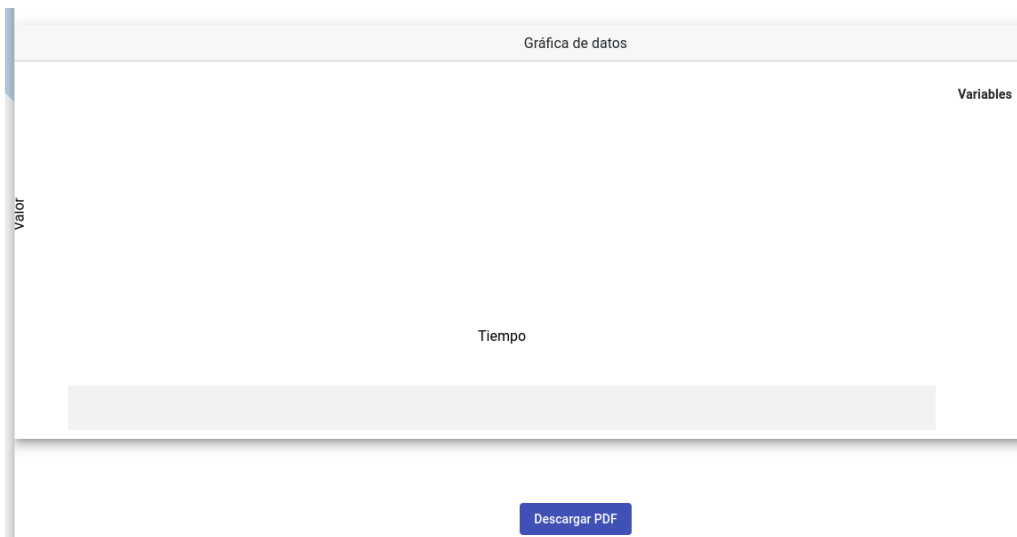 Gráfica de datos
Variables
Valor
Tiempo
Descargar PDF